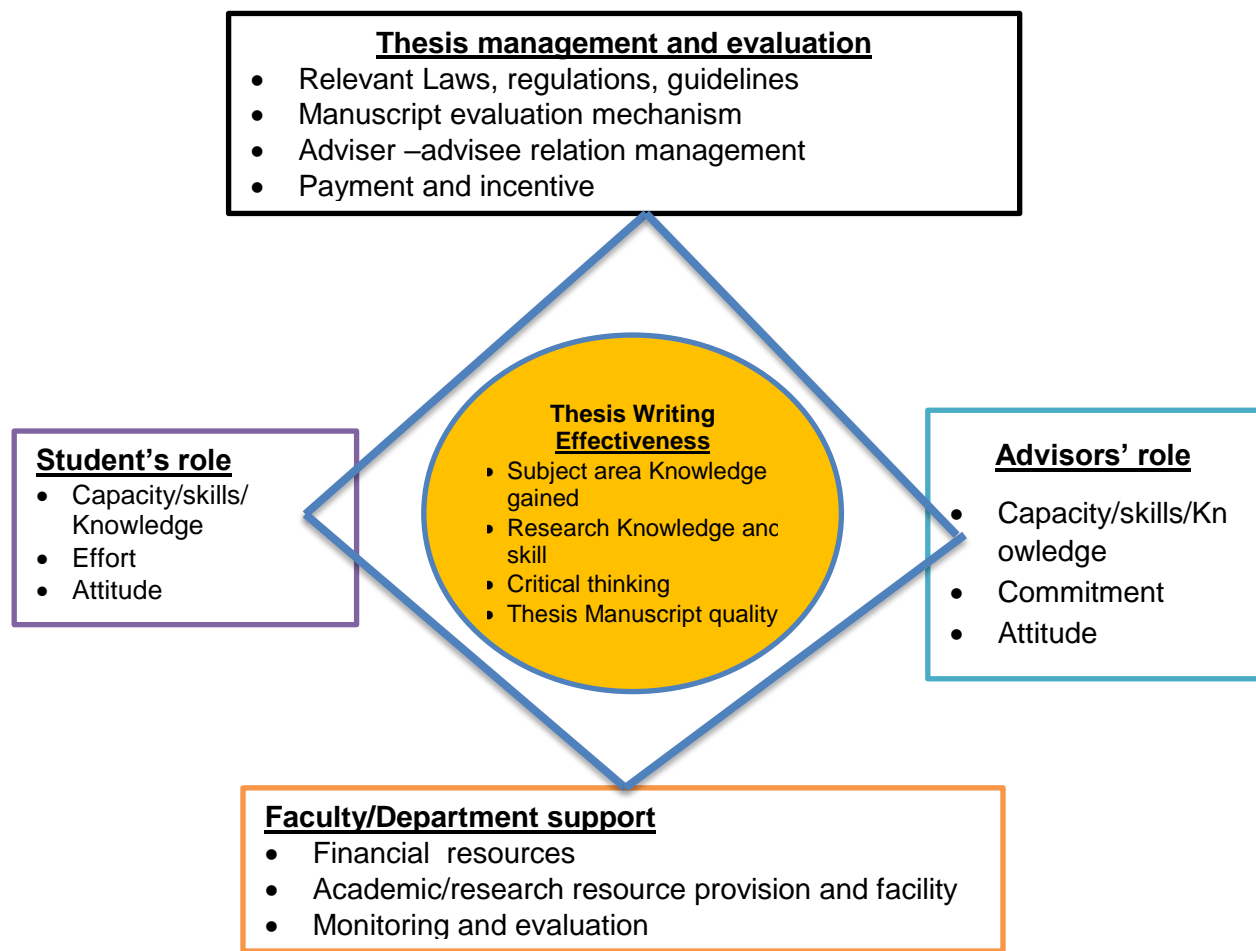 Thesis management and evaluation
• Relevant Laws, regulations, guidelines
• Manuscript evaluation mechanism
• Adviser –advisee relation management
• Payment and incentive
Student’s role
• Capacity/skills/
Knowledge
• Effort
• Attitude
Thesis Writing
Effectiveness
• Subject area Knowledge
gained
• Research Knowledge and
skill
• Critical thinking
• Thesis Manuscript quality
Advisors’ role
• Capacity/skills/Kn
owledge
• Commitment
• Attitude
Faculty/Department support
• Financial resources
• Academic/research resource provision and facility
• Monitoring and evaluation